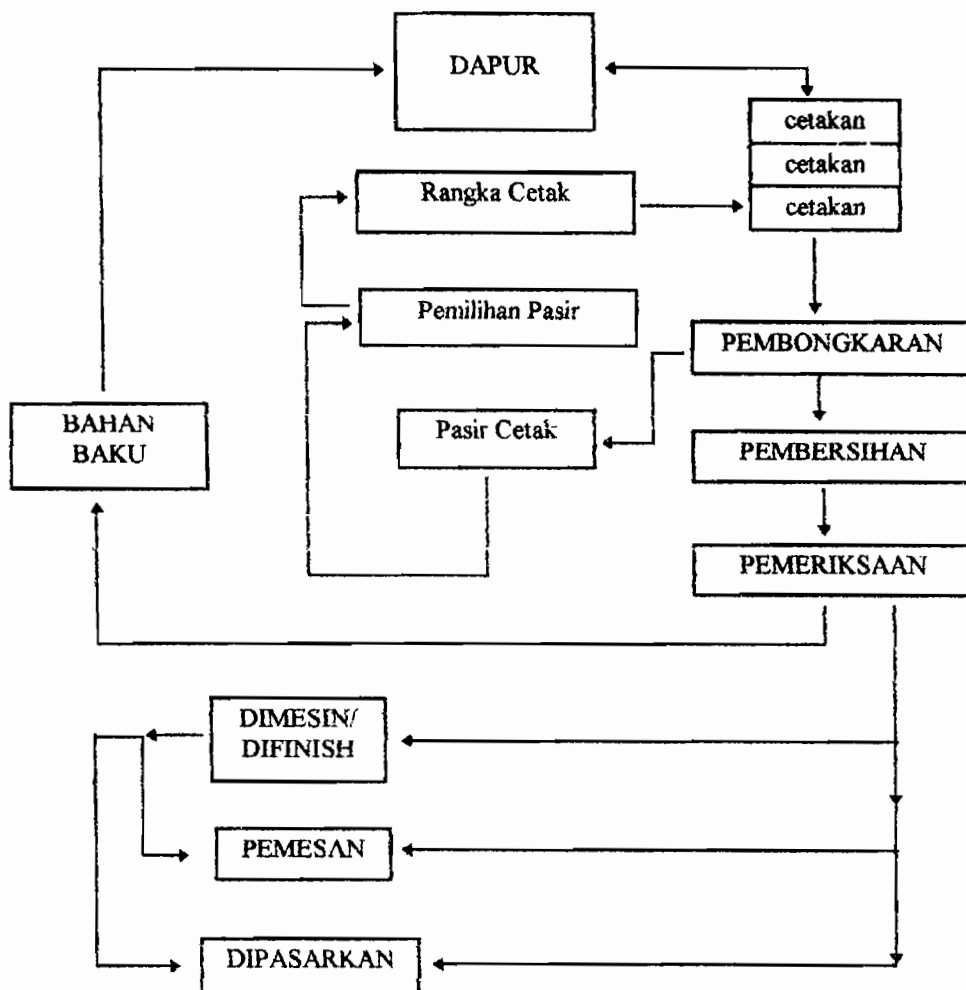 DAPUR
cetakan
cetakan
Rangka Cetak
cetakan
Pemilihan Pasir
PEMBONGKARAN
BAHAN
BAKU
Pasir Cetak
PEMBERSIHAN
PEMERIKSAAN
DIMESIN/
DIFINISH
PEMESAN
DIPASARKAN